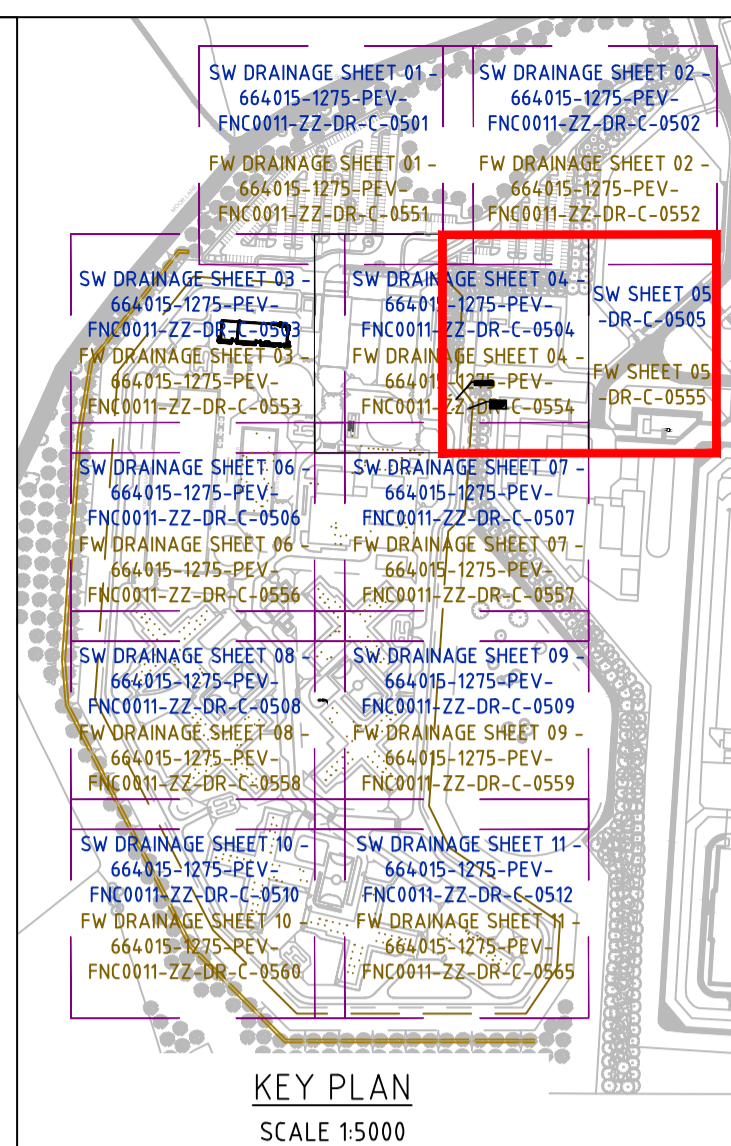 SW DRAINAGE SHEET 01 -
664015-1275-PEV-
FNC0011-ZZ-DR-C-0501
FW DRAINAGE SHEET 01 -
664015-1275-PEV-
FNC0011-ZZ-DR-C-0551
SW DRAINAGE SHEET 02 -
664015-1275-PEV-
FNC0011-ZZ-DR-C-0502
FW DRAINAGE SHEET 02 -
664015-1275-PEV-
FNC0011-ZZ-DR-C-0552
MOOR LANE
SW DRAINAGE SHEET 03 -
664015-1275-PEV-
FNC0011-ZZ-DR-C-0503
FW DRAINAGE SHEET 03 -
664015-1275-PEV-
FNC0011-ZZ-DR-C-0553
SW DRAINAGE SHEET 04 -
664015-1275-PEV-
FNC0011-ZZ-DR-C-0504
FW DRAINAGE SHEET 04 -
664015-1275-PEV-
FNC0011-ZZ-DR-C-0554
SW SHEET 05
-DR-C-0505
FW SHEET 05
-DR-C-0555
SW DRAINAGE SHEET 06 -
664015-1275-PEV-
FNC0011-ZZ-DR-C-0506
FW DRAINAGE SHEET 06 -
664015-1275-PEV-
FNC0011-ZZ-DR-C-0556
SW DRAINAGE SHEET 07 -
664015-1275-PEV-
FNC0011-ZZ-DR-C-0507
FW DRAINAGE SHEET 07 -
664015-1275-PEV-
FNC0011-ZZ-DR-C-0557
SW DRAINAGE SHEET 08 -
664015-1275-PEV-
FNC0011-ZZ-DR-C-0508
FW DRAINAGE SHEET 08 -
664015-1275-PEV-
FNC0011-ZZ-DR-C-0558
SW DRAINAGE SHEET 09 -
664015-1275-PEV-
FNC0011-ZZ-DR-C-0509
FW DRAINAGE SHEET 09 -
664015-1275-PEV-
FNC0011-ZZ-DR-C-0559
SW DRAINAGE SHEET 10 -
664015-1275-PEV-
FNC0011-ZZ-DR-C-0510
FW DRAINAGE SHEET 10 -
664015-1275-PEV-
FNC0011-ZZ-DR-C-0560
SW DRAINAGE SHEET 11 -
664015-1275-PEV-
FNC0011-ZZ-DR-C-0512
FW DRAINAGE SHEET 11 -
664015-1275-PEV-
FNC0011-ZZ-DR-C-0565
KEY PLAN
SCALE 1:5000